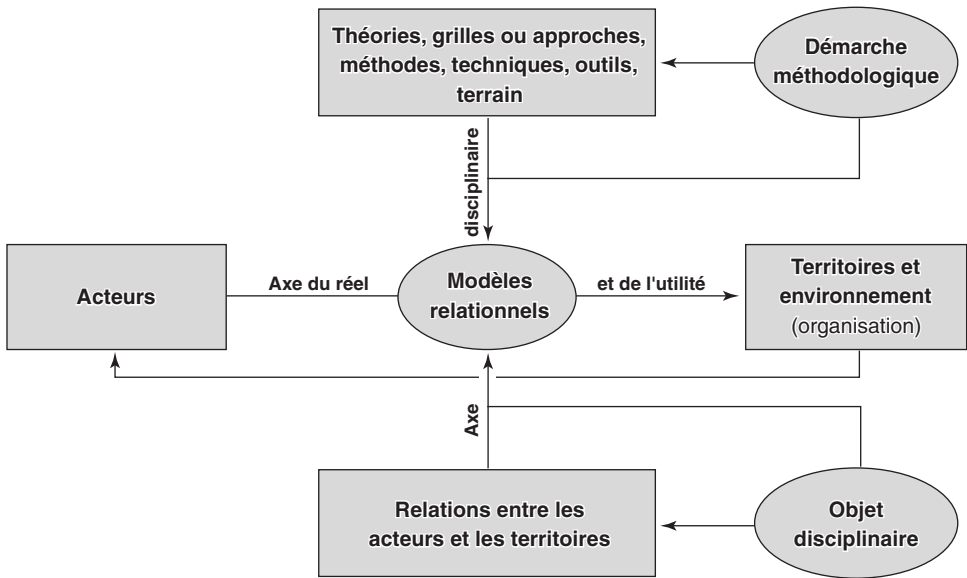 Théories, grilles ou approches,
méthodes, techniques, outils,
terrain
Démarche
méthodologique
disciplinaire
Acteurs
Axe du réel
Modèles
relationnels
et de l'utilité
Territoires et
environnement
(organisation)
Axe
Relations entre les
acteurs et les territoires
Objet
disciplinaire